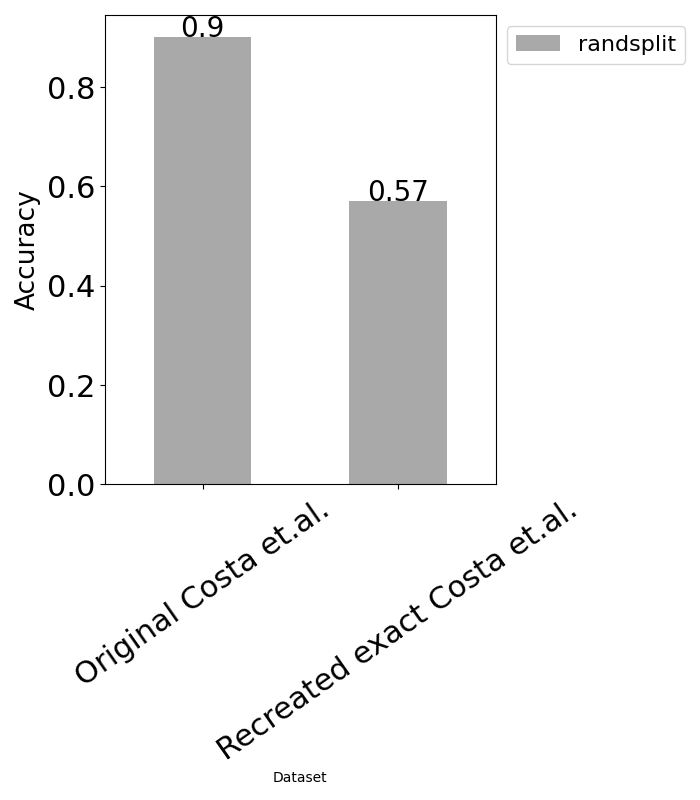 0.9
0.57
randsplit
Accuracy
0.8
0.6
0.4
0.2
0.0
Original Costa et.al.
Recreated exact Costa et.al.
Dataset